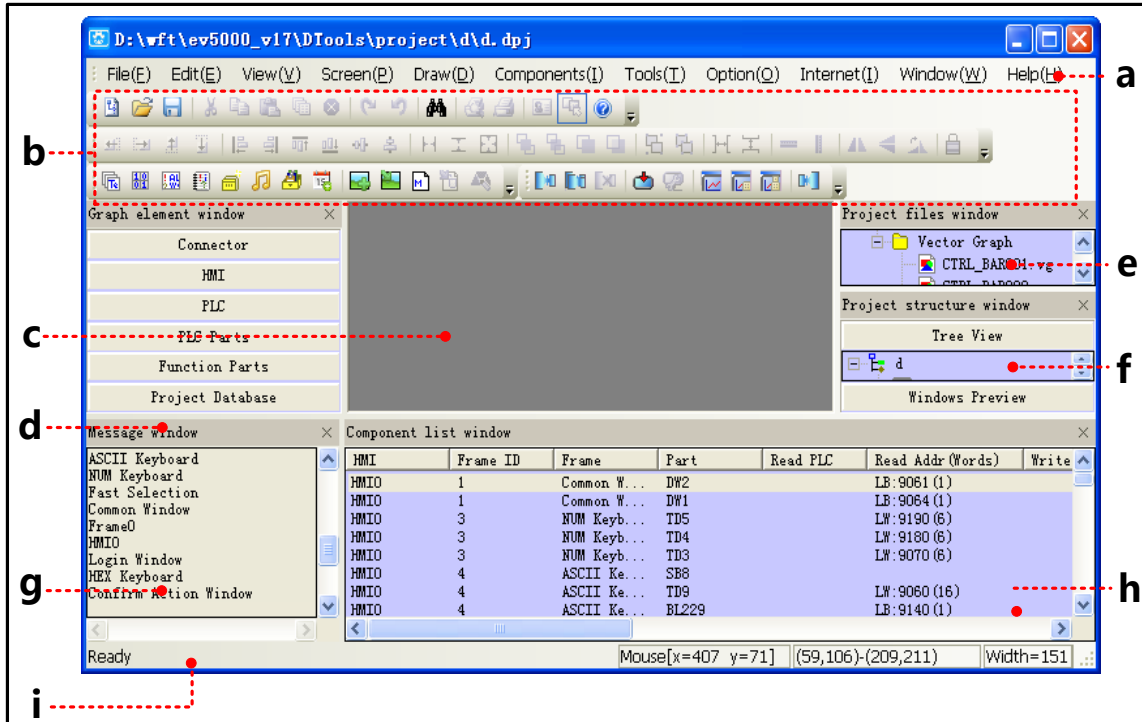 D:\wft\ev5000_v17\DTools\project\d\d.dpj
File(F) Edit(E) View(V) Screen(P) Draw(D) Components(I) Tools(T) Option(O) Internet(I) Window(W) Help(H)
a
b
Graph element window
Connector
HMI
PLC
PLC Parts
Function Parts
Project Database
c
d
Project files window
Vector Graph
CTRL_BAR001.vg
e
Project structure window
Tree View
d
f
Windows Preview
Message window
ASCII Keyboard
NUM Keyboard
Fast Selection
Common Window
Frame0
HMI0
Login Window
HEX Keyboard
Confirm Action Window
g
Component list window
HMI Frame ID Frame Part Read PLC Read Addr(Words) Write
HMI0 1 Common W... DW2 LB:9061(1)
HMI0 1 Common W... DW1 LB:9064(1)
HMI0 3 NUM Keyb... TD5 LW:9190(6)
HMI0 3 NUM Keyb... TD4 LW:9180(6)
HMI0 3 NUM Keyb... TD3 LW:9070(6)
HMI0 4 ASCII Ke... SB8
HMI0 4 ASCII Ke... TD9 LW:9060(16)
HMI0 4 ASCII Ke... BL229 LB:9140(1)
h
Ready Mouse[x=407 y=71] (59,106)-(209,211) Width=151
i